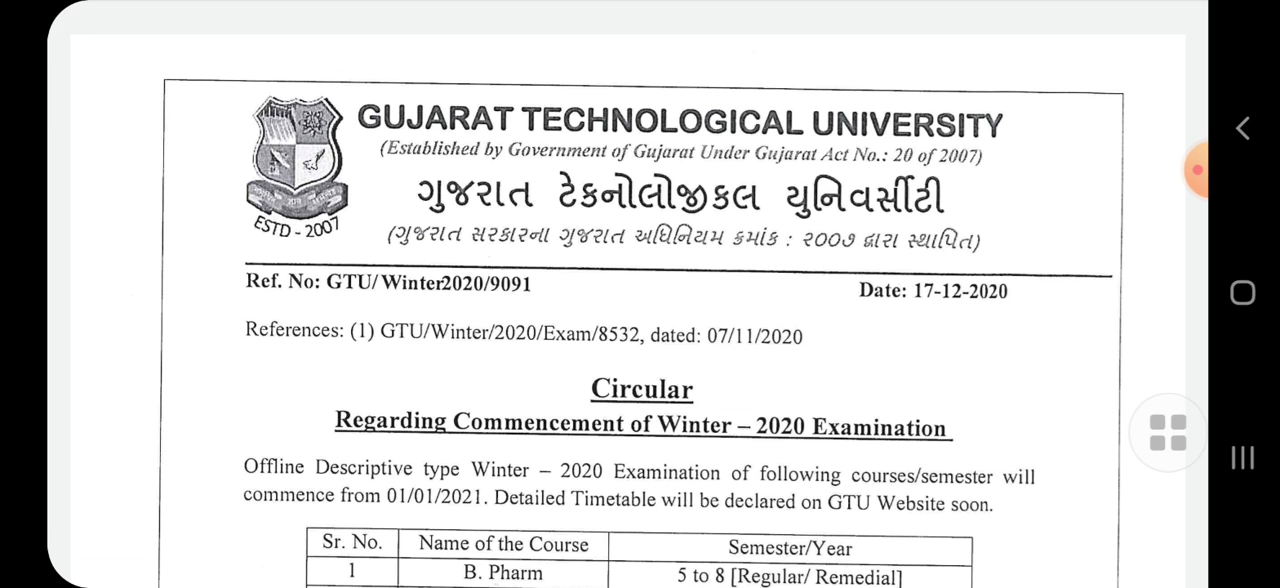 GUJARAT TECHNOLOGICAL UNIVERSITY
(Established by Government of Gujarat Under Gujarat Act No.: 20 of 2007)
ગુજરાત ટેકનોલોજીકલ યુનિવર્સીટી
(ગુજરાત સરકારના ગુજરાત અધિનિયમ ક્રમાંક : ૨૦૦૭ દ્વારા સ્થાપિત)
ESTD - 2007
Ref. No: GTU/Winter2020/9091 Date: 17-12-2020
References: (1) GTU/Winter/2020/Exam/8532, dated: 07/11/2020
Circular
Regarding Commencement of Winter – 2020 Examination
Offline Descriptive type Winter – 2020 Examination of following courses/semester will
commence from 01/01/2021. Detailed Timetable will be declared on GTU Website soon.
Sr. No. Name of the Course Semester/Year
1 B. Pharm 5 to 8 [Regular/ Remedial]